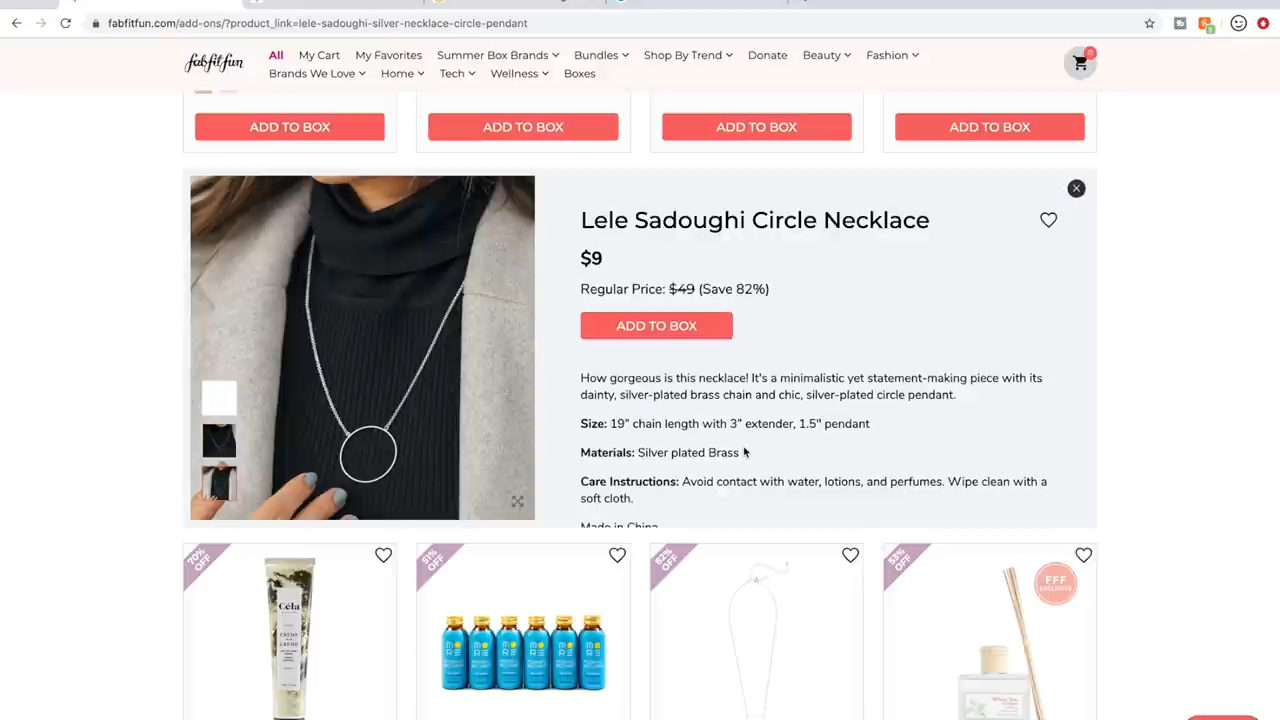 fabfitfun.com/add-ons/?product_link=lele-sadoughi-silver-necklace-circle-pendant
fabfitfun
All My Cart My Favorites Summer Box Brands Bundles Shop By Trend Donate Beauty Fashion
Brands We Love Home Tech Wellness Boxes
ADD TO BOX ADD TO BOX ADD TO BOX ADD TO BOX
Lele Sadoughi Circle Necklace
$9
Regular Price: $49 (Save 82%)
ADD TO BOX
How gorgeous is this necklace! It's a minimalistic yet statement-making piece with its
dainty, silver-plated brass chain and chic, silver-plated circle pendant.
Size: 19” chain length with 3” extender, 1.5" pendant
Materials: Silver plated Brass
Care Instructions: Avoid contact with water, lotions, and perfumes. Wipe clean with a
soft cloth.
Made in China
70% OFF
51% OFF
82% OFF
53% OFF
FFF
EXCLUSIVE
Céla
CRÈME
MORE